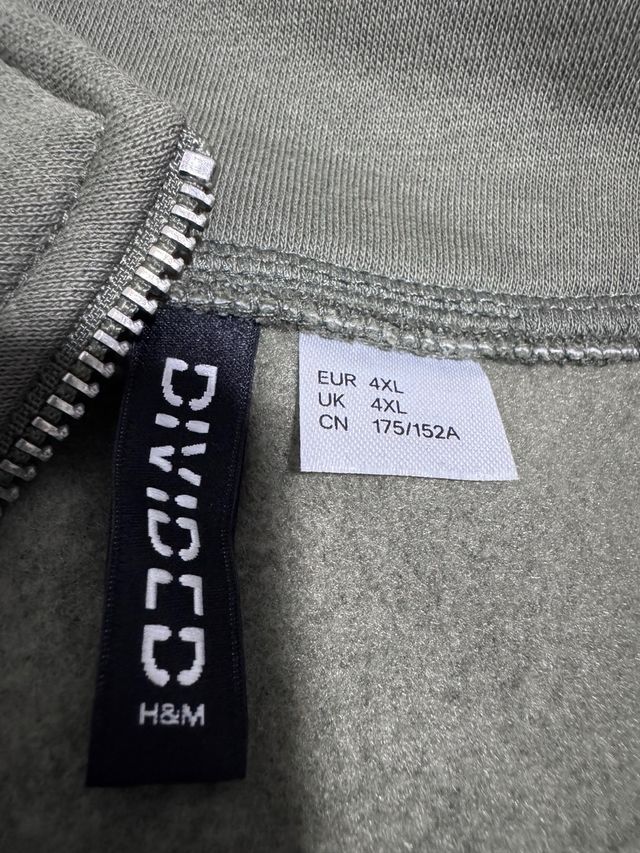 DIVIDED
H&M
EUR 4XL
UK 4XL
CN 175/152A